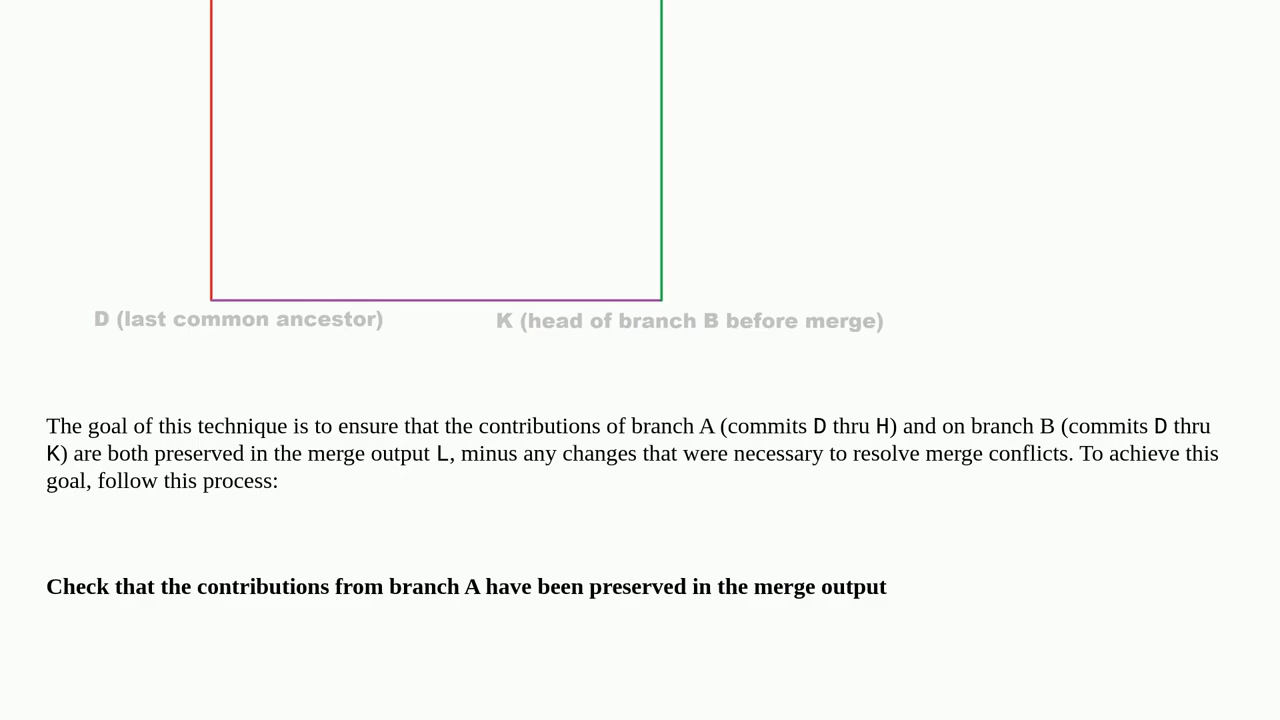 D (last common ancestor)
K (head of branch B before merge)
The goal of this technique is to ensure that the contributions of branch A (commits D thru H) and on branch B (commits D thru
K) are both preserved in the merge output L, minus any changes that were necessary to resolve merge conflicts. To achieve this
goal, follow this process:
Check that the contributions from branch A have been preserved in the merge output